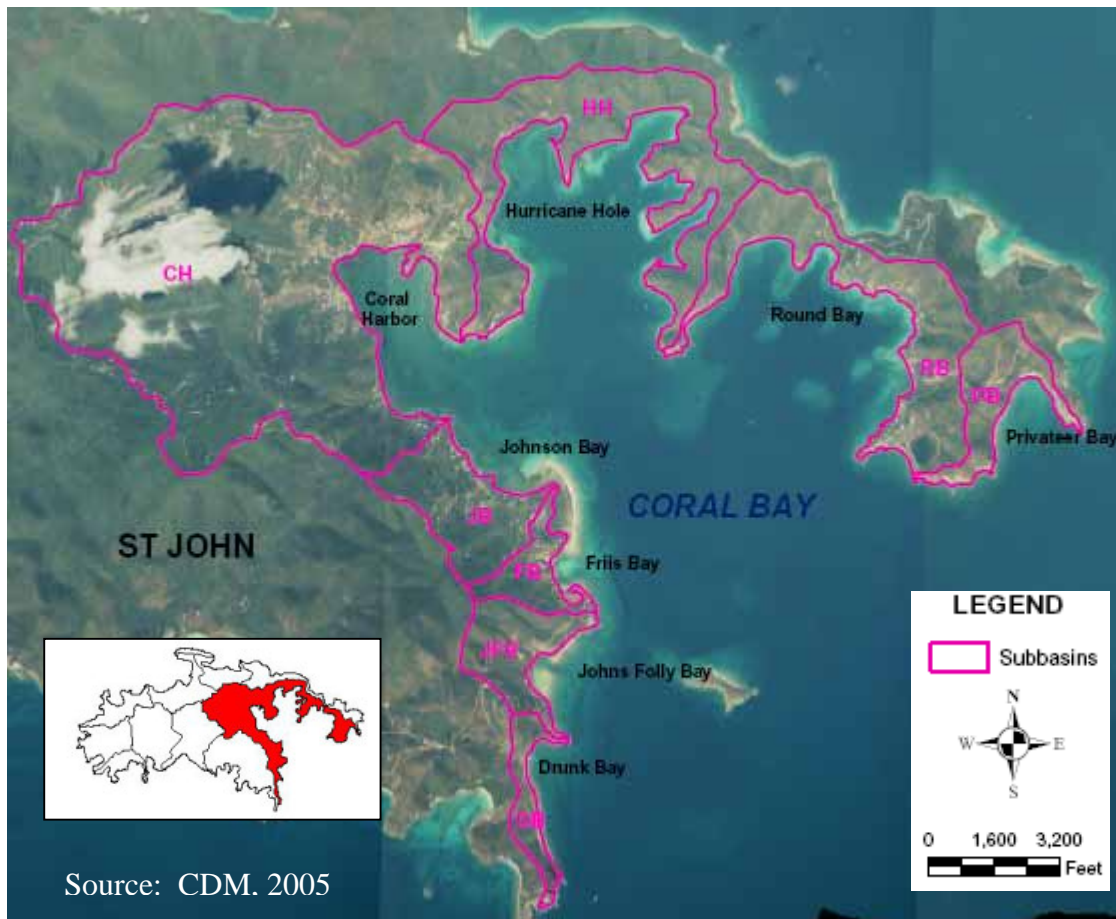 HH
Hurricane Hole
CH
Coral
Harbor
Round Bay
RB
PB
Privateer Bay
Johnson Bay
CORAL BAY
JB
ST JOHN
FB
Friis Bay
JFB
Johns Folly Bay
Drunk Bay
DB
LEGEND
Subbasins
N
W
E
S
0 1,600 3,200
Feet
Source: CDM, 2005